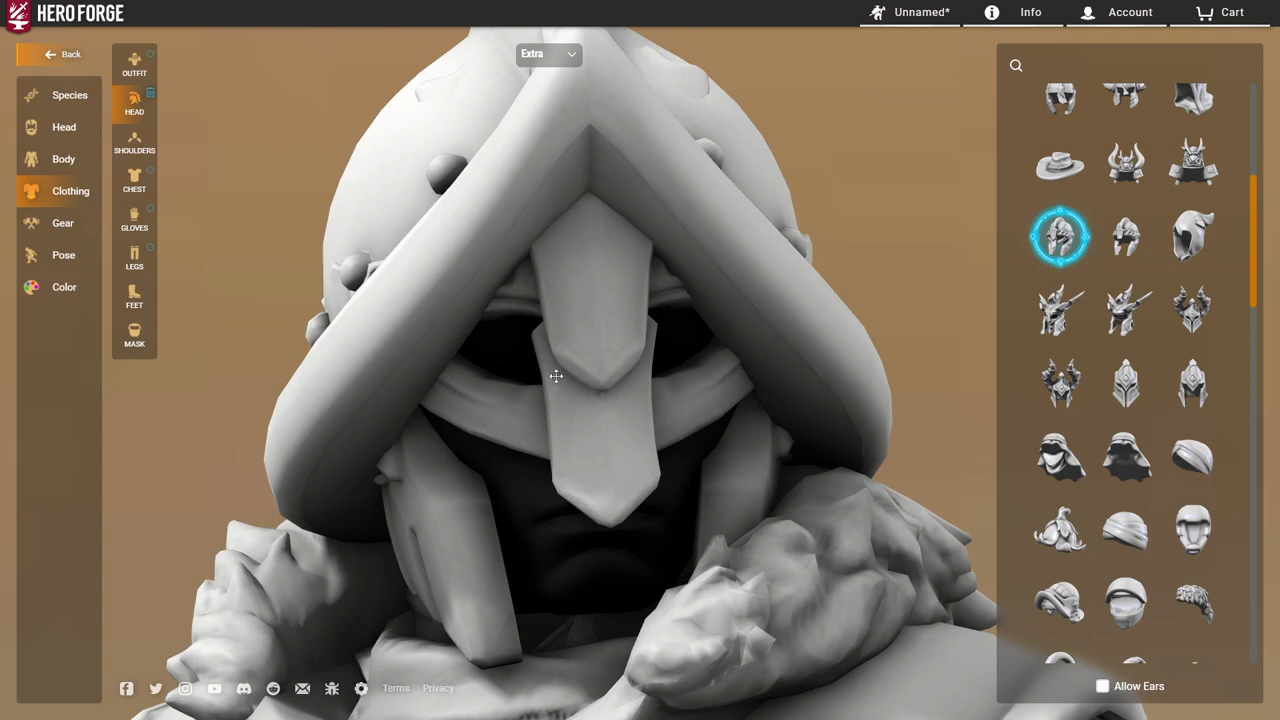 HERO FORGE
Unnamed*
Info
Account
Cart
Back
Extra
Species
Head
Body
Clothing
Gear
Pose
Color
OUTFIT
HEAD
SHOULDERS
CHEST
GLOVES
LEGS
FEET
MASK
Terms
Privacy
Allow Ears